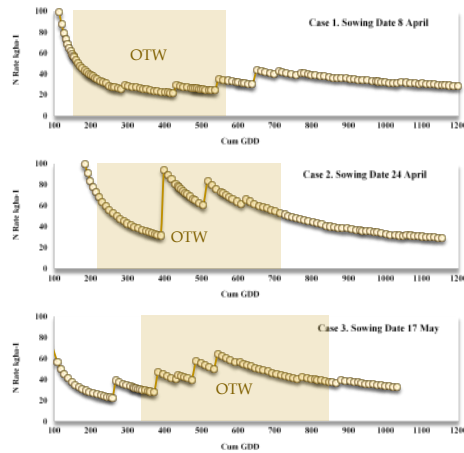 Case 1. Sowing Date 8 April
OTW
N Rate kgha-1
100
80
60
40
20
0
100 200 300 400 500 600 700 800 900 1000 1100 1200
Cum GDD
Case 2. Sowing Date 24 April
OTW
N Rate kgha-1
100
80
60
40
20
0
100 200 300 400 500 600 700 800 900 1000 1100 1200
Cum GDD
Case 3. Sowing Date 17 May
OTW
N Rate kgha-1
100
80
60
40
20
0
100 200 300 400 500 600 700 800 900 1000 1100 1200
Cum GDD